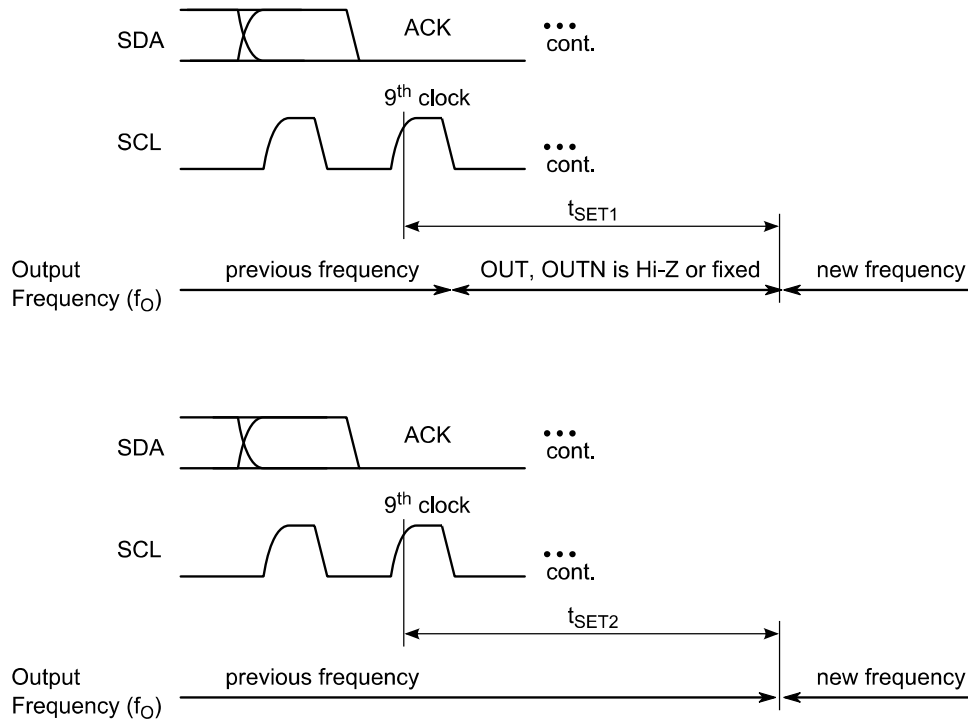 SDA
ACK
•••
cont.
9th clock
SCL
•••
cont.
tSET1
Output
Frequency (fO)
previous frequency
OUT, OUTN is Hi-Z or fixed
new frequency
SDA
ACK
•••
cont.
9th clock
SCL
•••
cont.
tSET2
Output
Frequency (fO)
previous frequency
new frequency